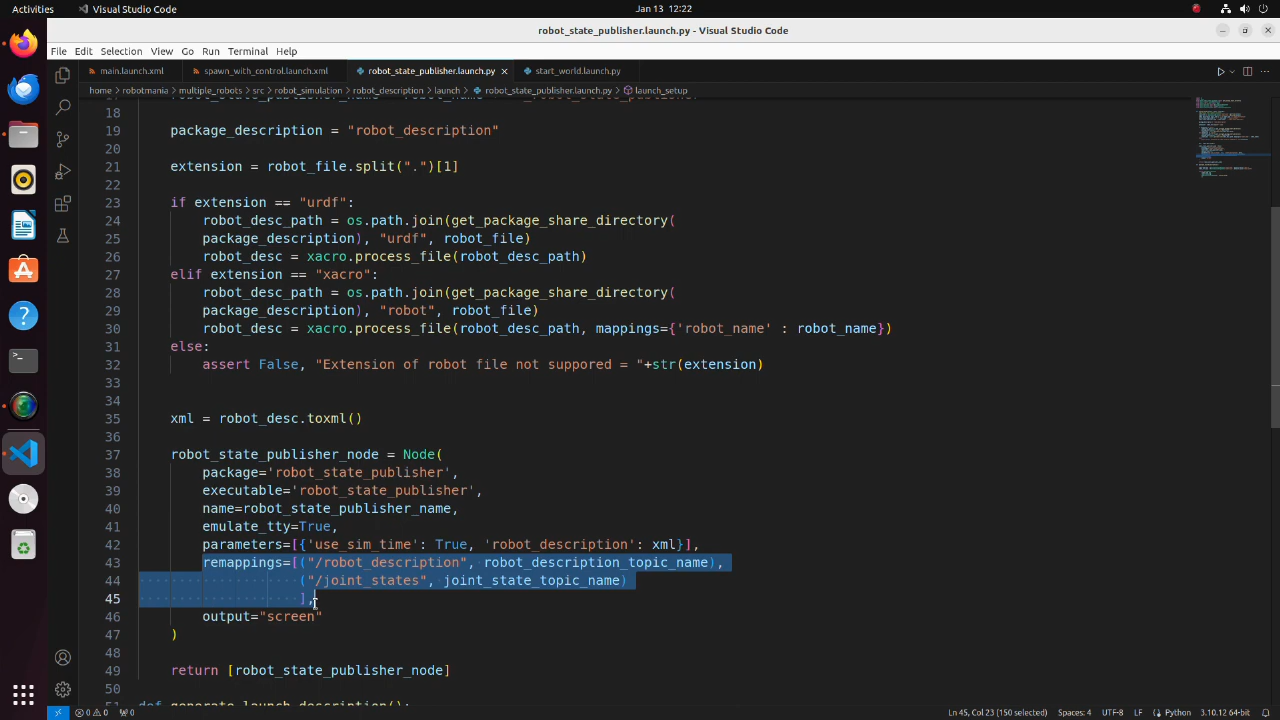 Activities
Visual Studio Code
Jan 13 12:22
robot_state_publisher.launch.py - Visual Studio Code
File Edit Selection View Go Run Terminal Help
main.launch.xml
spawn_with_control.launch.xml
robot_state_publisher.launch.py
start_world.launch.py
home > robotmania > multiple_robots > src > robot_simulation > robot_description > launch > robot_state_publisher.launch.py > launch_setup
18
19 package_description = "robot_description"
20
21 extension = robot_file.split(".")[1]
22
23 if extension == "urdf":
24 robot_desc_path = os.path.join(get_package_share_directory(
25 package_description), "urdf", robot_file)
26 robot_desc = xacro.process_file(robot_desc_path)
27 elif extension == "xacro":
28 robot_desc_path = os.path.join(get_package_share_directory(
29 package_description), "robot", robot_file)
30 robot_desc = xacro.process_file(robot_desc_path, mappings={'robot_name' : robot_name})
31 else:
32 assert False, "Extension of robot file not suppored = "+str(extension)
33
34
35 xml = robot_desc.toxml()
36
37 robot_state_publisher_node = Node(
38 package='robot_state_publisher',
39 executable='robot_state_publisher',
40 name=robot_state_publisher_name,
41 emulate_tty=True,
42 parameters=[{'use_sim_time': True, 'robot_description': xml}],
43 remappings=[("/robot_description", robot_description_topic_name),
44 ("/joint_states", joint_state_topic_name)
45 ],
46 output="screen"
47 )
48
49 return [robot_state_publisher_node]
50
51 def generate_launch_description():
0 0 0 Ln 45, Col 23 (150 selected) Spaces: 4 UTF-8 LF Python 3.10.12 64-bit